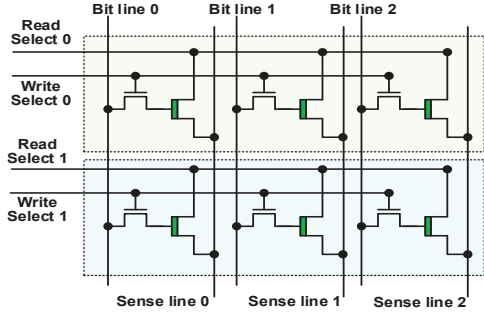 Bit line 0 Bit line 1 Bit line 2
Read
Select 0
Write
Select 0
Read
Select 1
Write
Select 1
Sense line 0 Sense line 1 Sense line 2